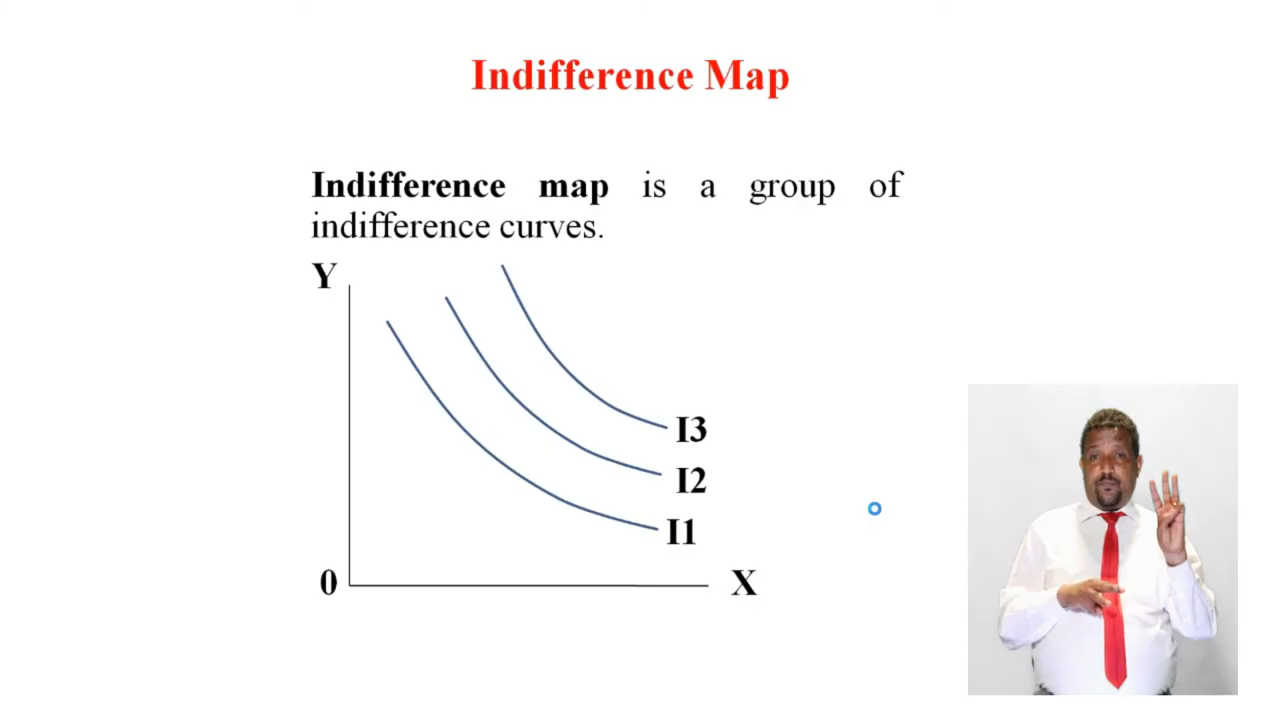 Indifference Map
Indifference map is a group of
indifference curves.
Y
I3
I2
I1
0
X